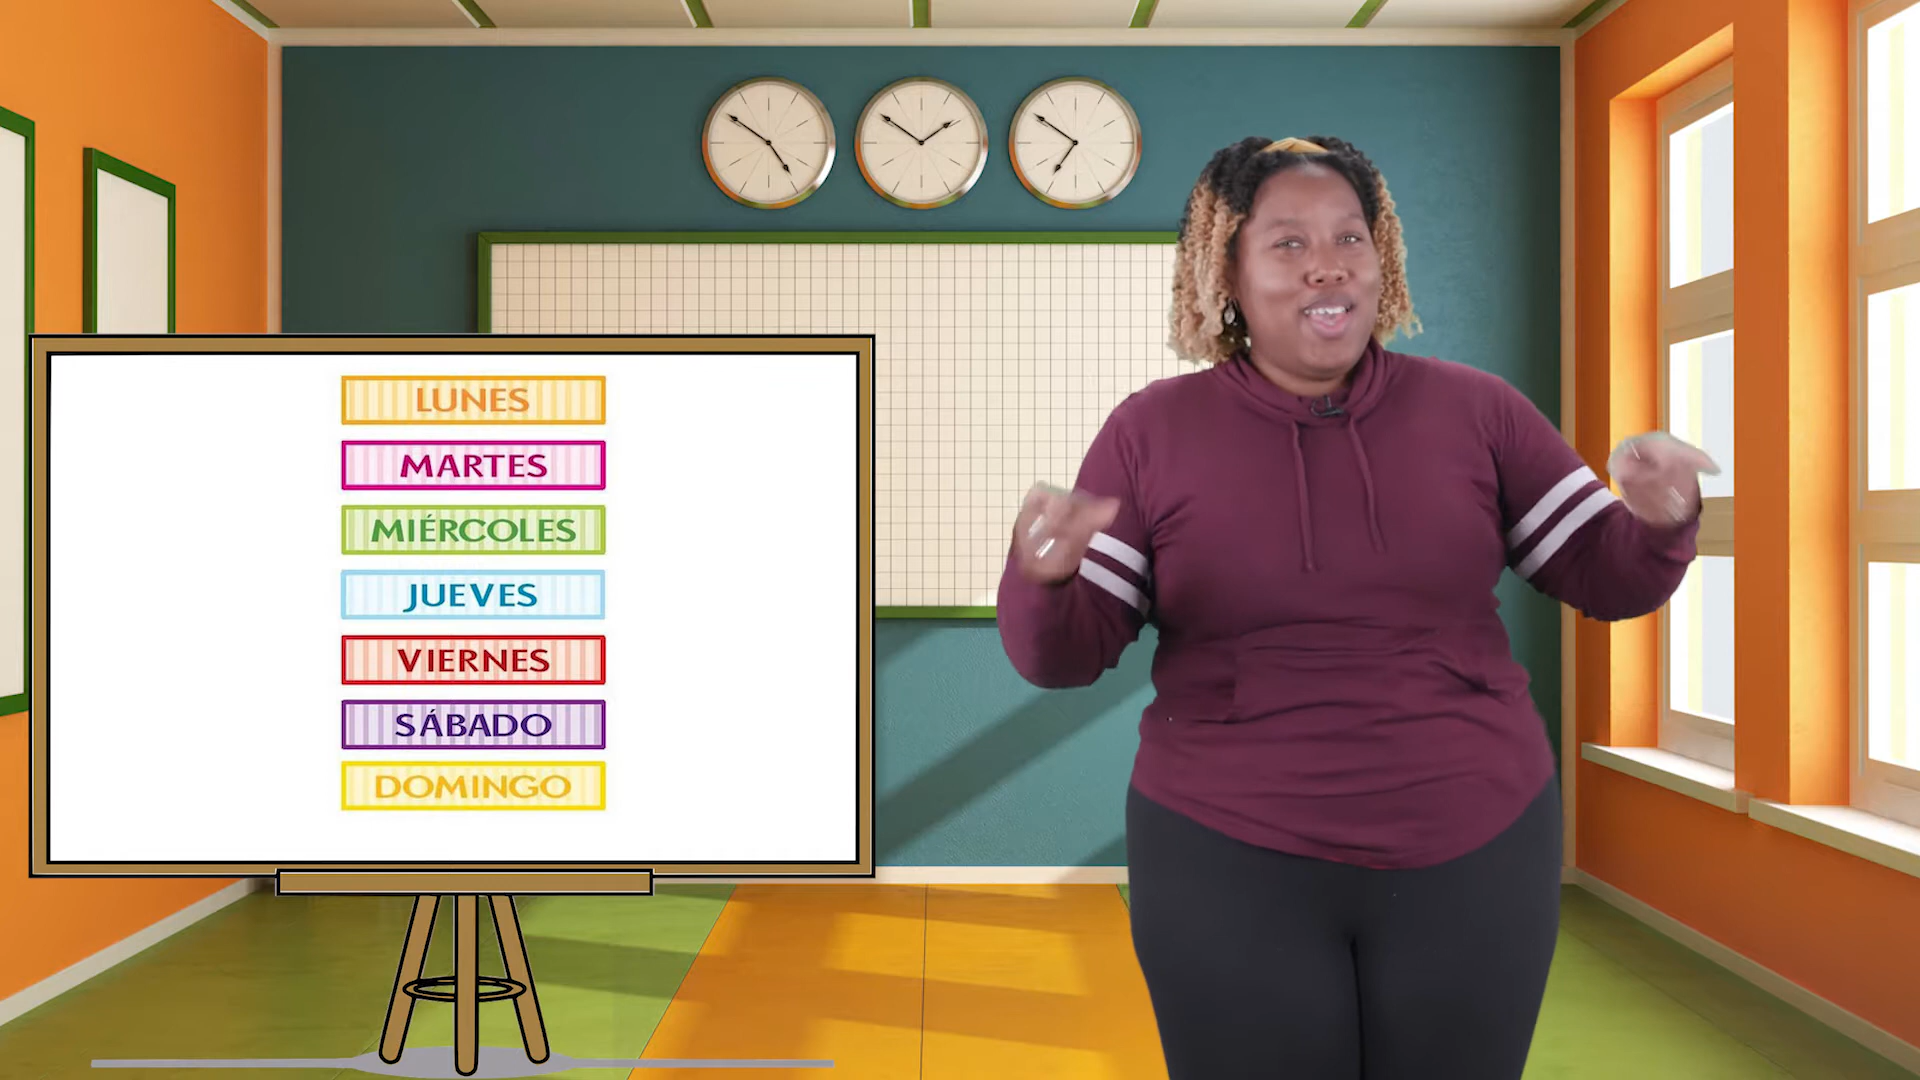 LUNES
MARTES
MIÉRCOLES
JUEVES
VIERNES
SÁBADO
DOMINGO